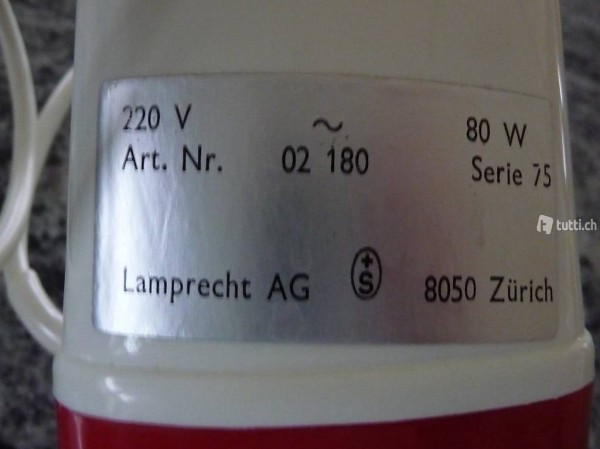 220 V ~ 80 W
Art. Nr. 02 180 Serie 75
Lamprecht AG +S 8050 Zürich
tutti.ch